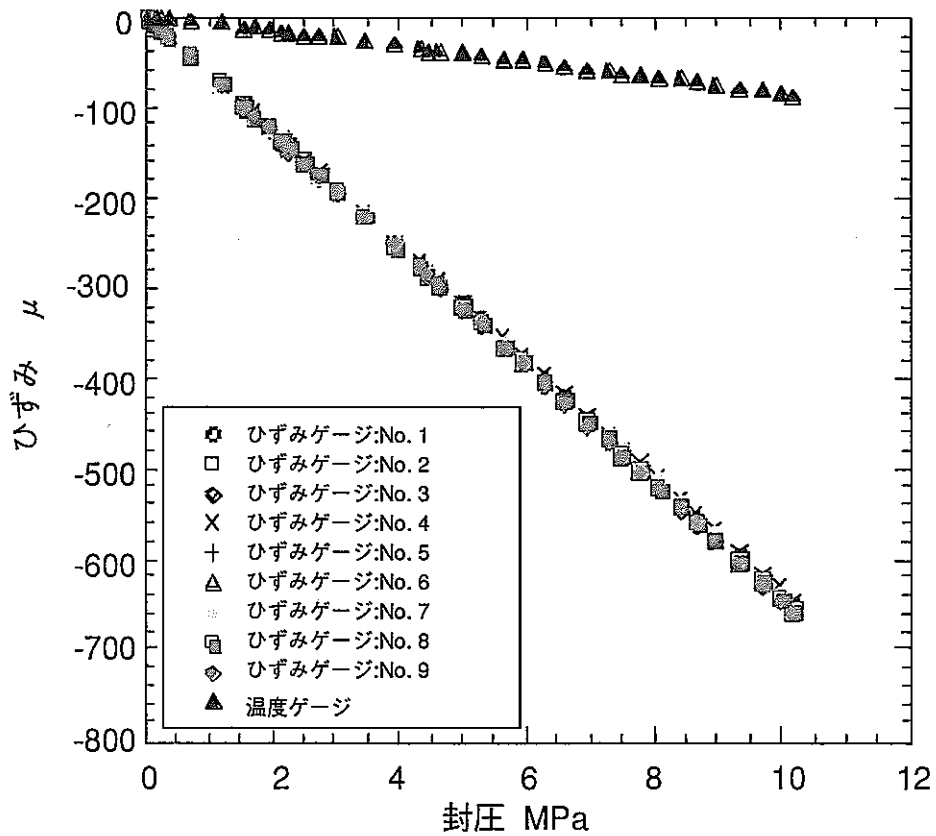 0
-100
-200
-300
-400
-500
-600
-700
-800
ひずみ μ
ひずみゲージ:No. 1
ひずみゲージ:No. 2
ひずみゲージ:No. 3
ひずみゲージ:No. 4
ひずみゲージ:No. 5
ひずみゲージ:No. 6
ひずみゲージ:No. 7
ひずみゲージ:No. 8
ひずみゲージ:No. 9
温度ゲージ
0 2 4 6 8 10 12
封圧 MPa